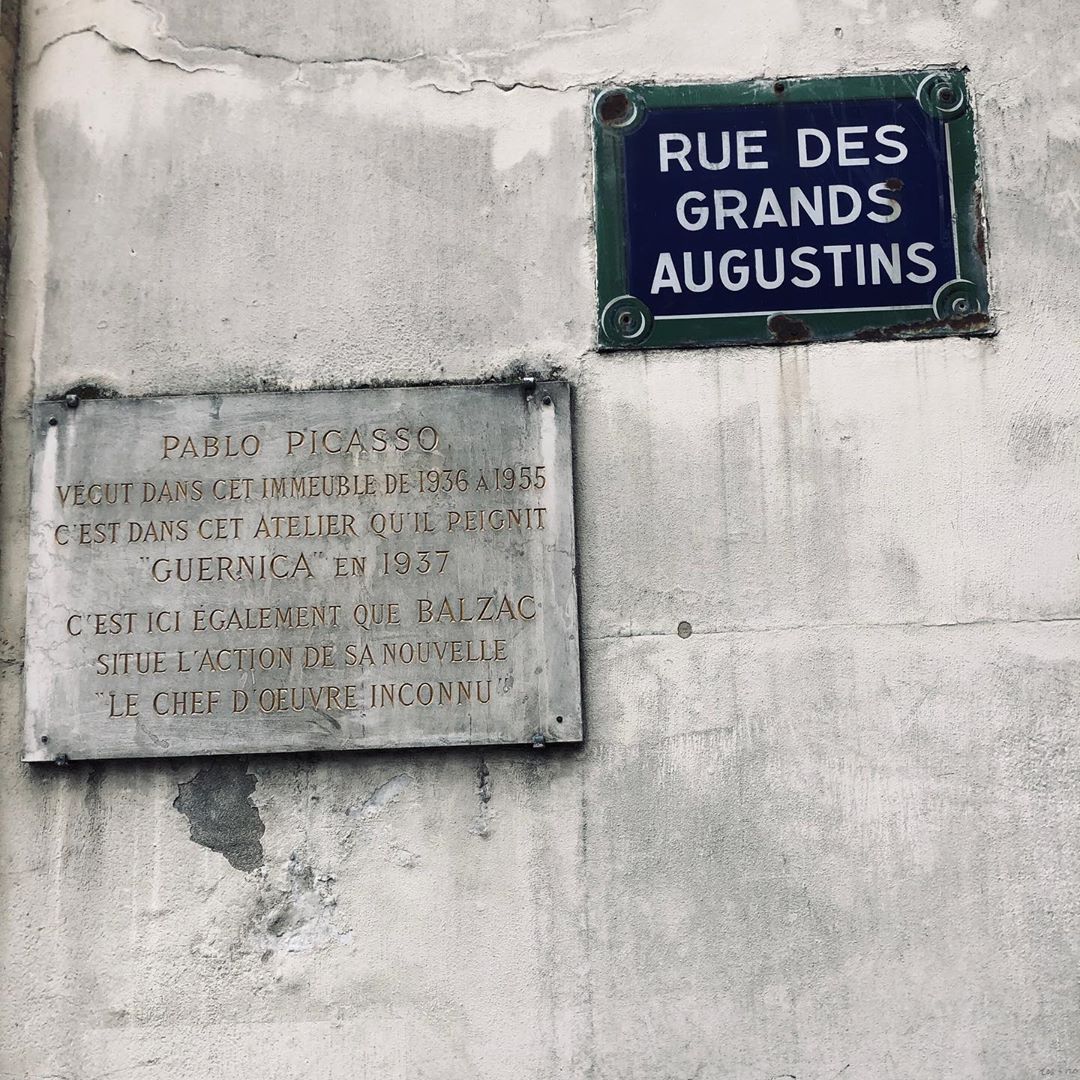 RUE DES
GRANDS
AUGUSTINS
PABLO PICASSO
VÉCUT DANS CET IMMEUBLE DE 1936 À 1955
C'EST DANS CET ATELIER QU'IL PEIGNIT
"GUERNICA" EN 1937
C'EST ICI ÉGALEMENT QUE BALZAC
SITUE L'ACTION DE SA NOUVELLE
"LE CHEF D'ŒUVRE INCONNU"